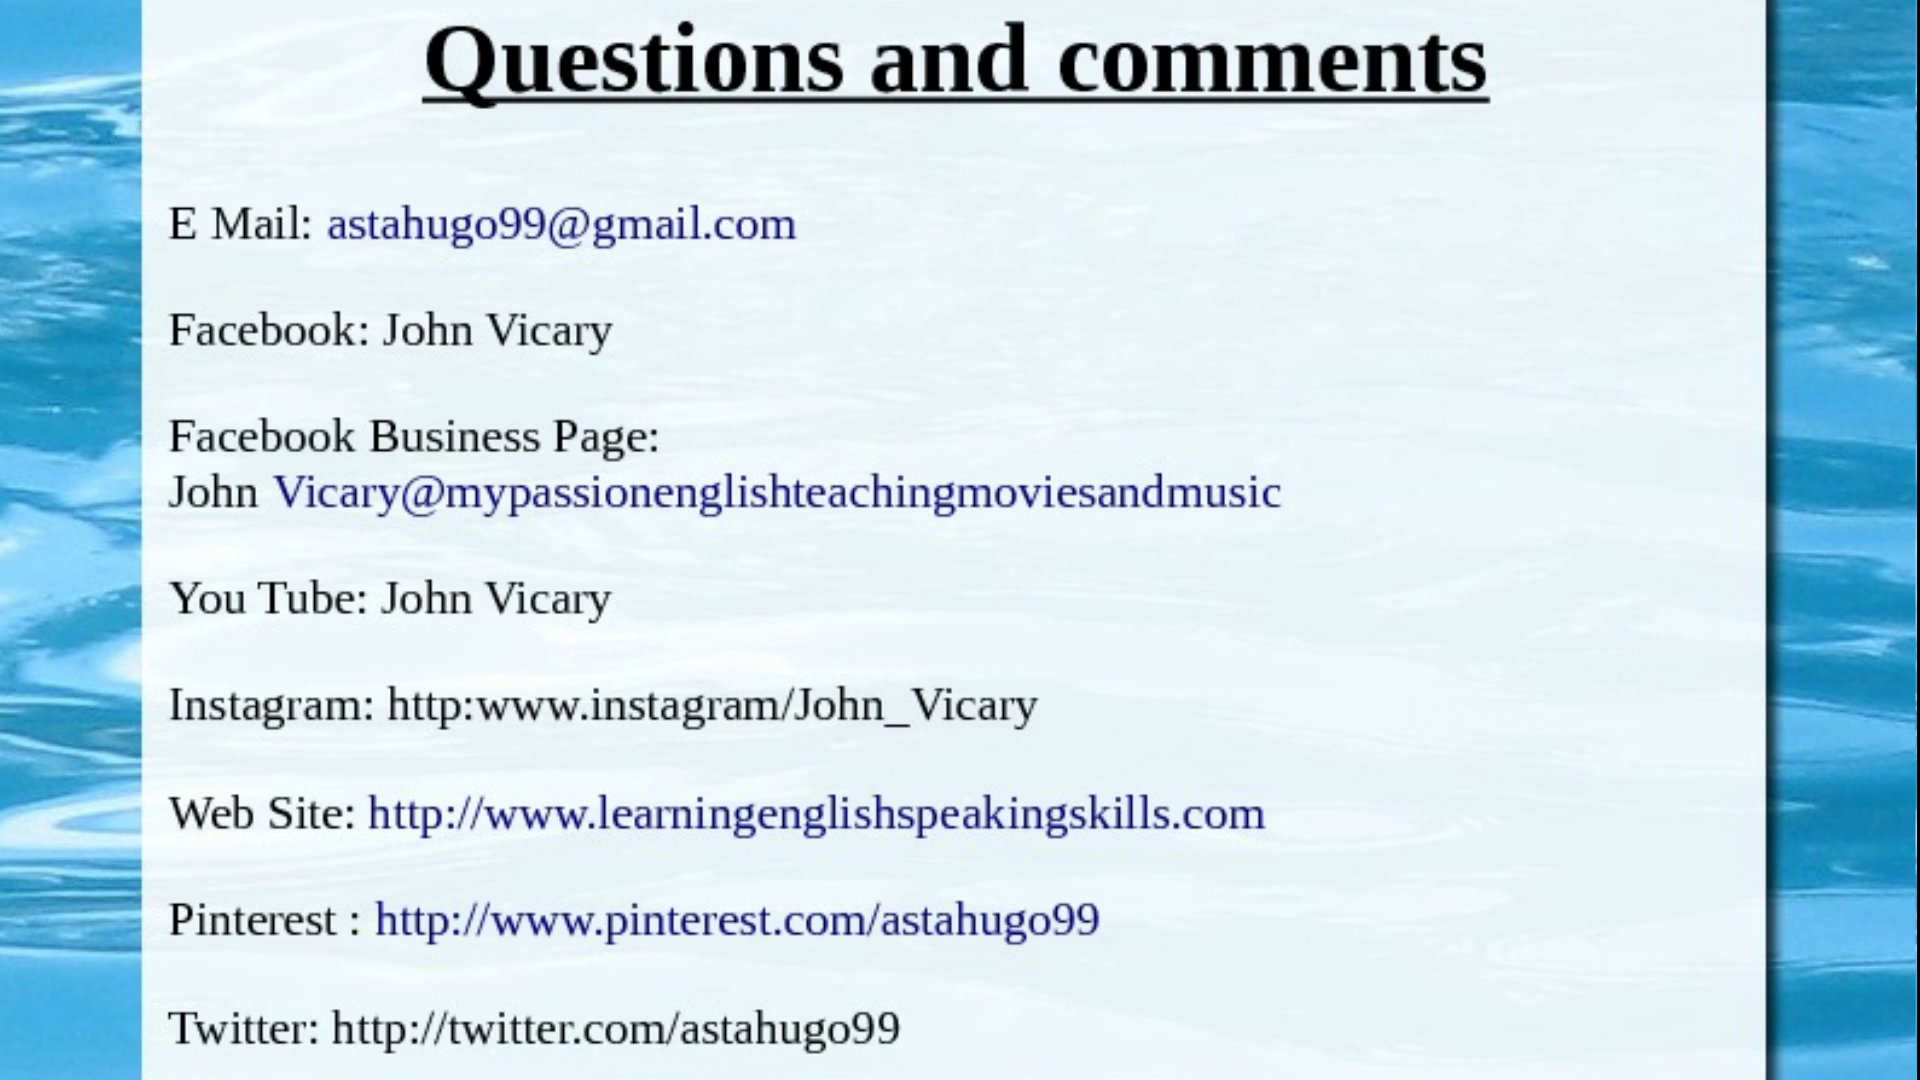 Questions and comments
E Mail: astahugo99@gmail.com
Facebook: John Vicary
Facebook Business Page:
John Vicary@mypassionenglishteachingmoviesandmusic
You Tube: John Vicary
Instagram: http:www.instagram/John_Vicary
Web Site: http://www.learningenglishspeakingskills.com
Pinterest : http://www.pinterest.com/astahugo99
Twitter: http://twitter.com/astahugo99